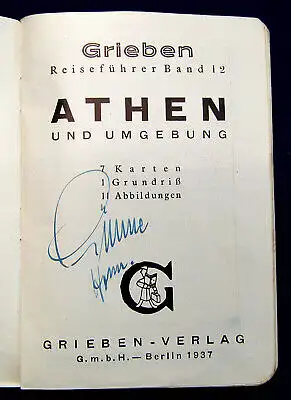 Grieben
Reiseführer Band 12
ATHEN
UND UMGEBUNG
7 Karten
1 Grundriß
11 Abbildungen
G
GRIEBEN-VERLAG
G.m.b.H.—Berlin 1937